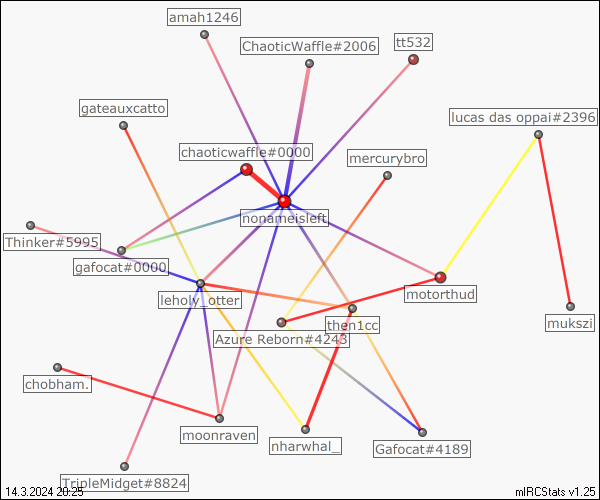 amah1246
ChaoticWaffle#2006
tt532
gateauxcatto
lucas das oppai#2396
chaoticwaffle#0000
mercurybro
nonameisleft
Thinker#5995
gafocat#0000
leholy_otter
motorthud
mukszi
then1cc
Azure Reborn#4243
chobham.
moonraven
nharwhal_
Gafocat#4189
TripleMidget#8824
14.3.2024 20:25
mIRCStats v1.25